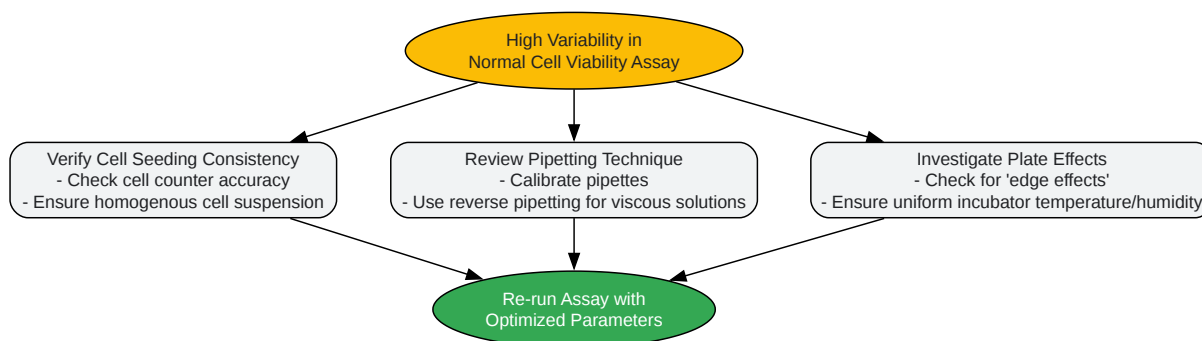 High Variability in
Normal Cell Viability Assay
Verify Cell Seeding Consistency
- Check cell counter accuracy
- Ensure homogenous cell suspension
Review Pipetting Technique
- Calibrate pipettes
- Use reverse pipetting for viscous solutions
Investigate Plate Effects
- Check for 'edge effects'
- Ensure uniform incubator temperature/humidity
Re-run Assay with
Optimized Parameters